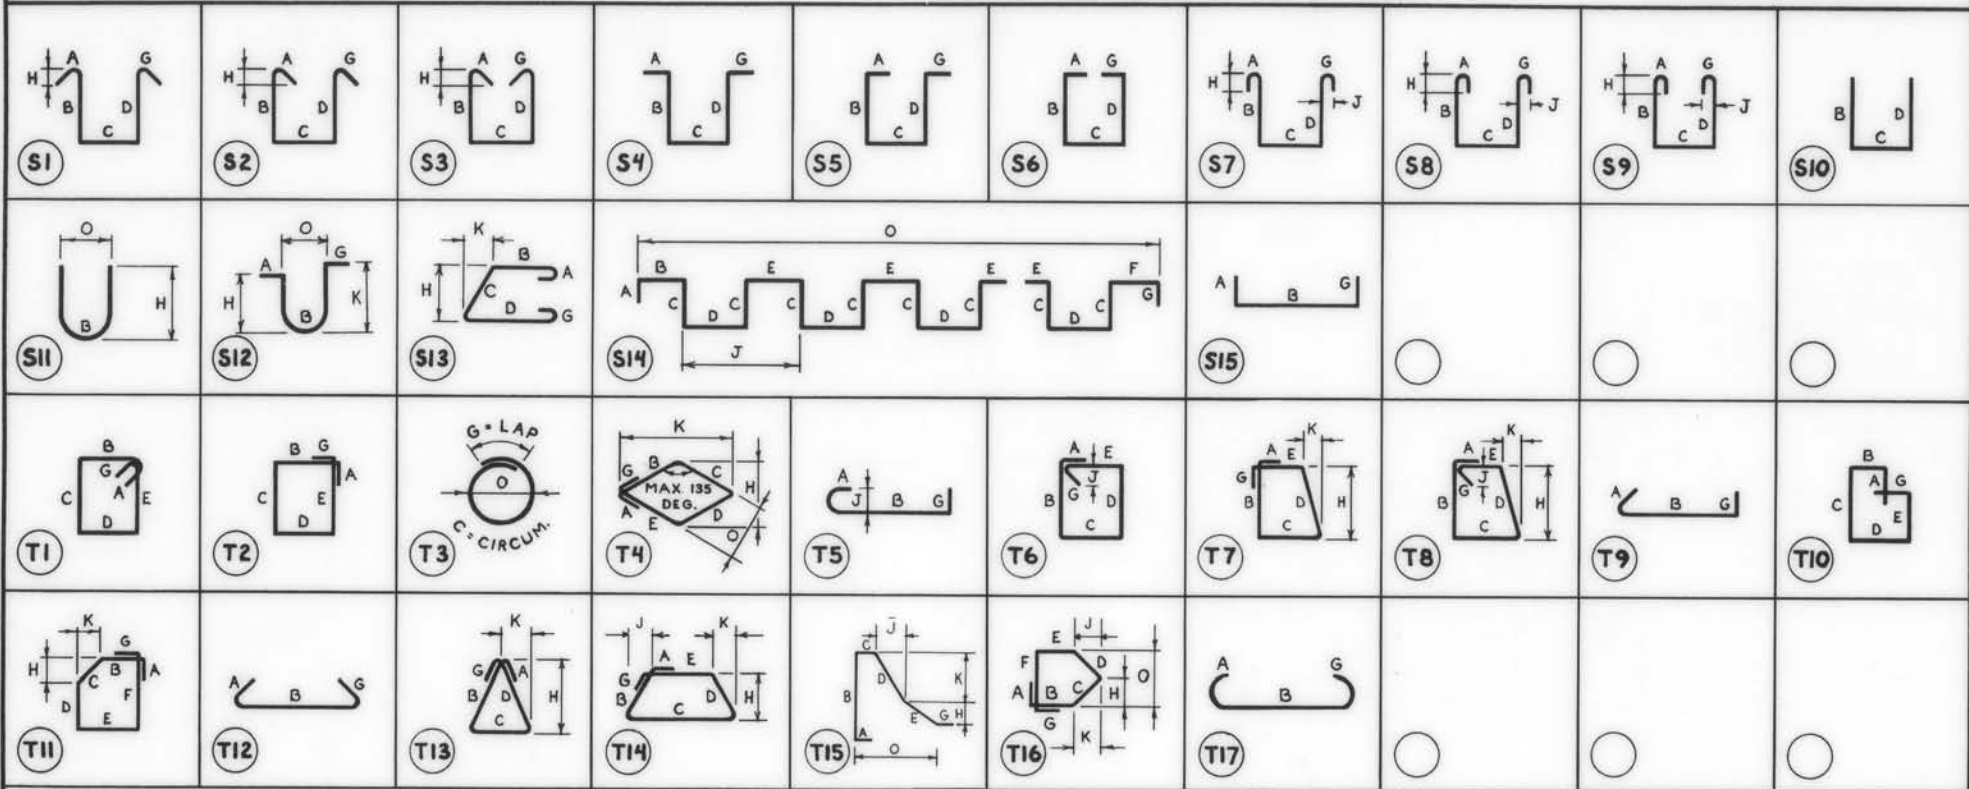 H A B C D G S1
H A B C D G S2
H A B C D G S3
A B C D G S4
A B C D G S5
A B C D G S6
H A B C D G J S7
H A B C D G J S8
H A B C D G J S9
B C D S10
O H B S11
O A G H B K S12
K B A H C D G S13
O
B E E E E F
A C C C C C C C C G
D D D D
J
S14
A B G S15
B G A C E D T1
B G A C E D T2
G = LAP
O
C = CIRCUM.
T3
K
G B C
MAX. 135
DEG.
H
A E D
O
T4
A J B G T5
A E J G B D C T6
K A E G B D H C T7
K A E J G B D H C T8
A B G T9
B A G C E D T10
K G H B A C D F E T11
A B G T12
K G A B D H C T13
J K A E G B D H C T14
C J D K B E G H A O T15
E J F D O A B C H G K T16
A B G T17